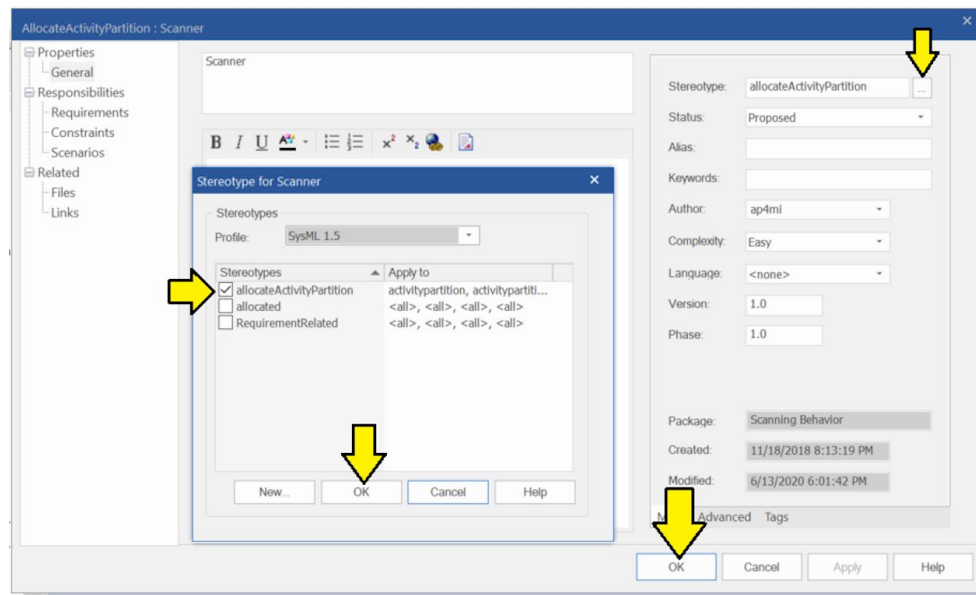 AllocateActivityPartition : Scanner
Properties
General
Responsibilities
Requirements
Constraints
Scenarios
Related
Files
Links
Scanner
B I U
Stereotype for Scanner
Stereotypes
Profile: SysML 1.5
Stereotypes Apply to
allocateActivityPartition activitypartition, activitypartiti...
allocated <all>, <all>, <all>, <all>
RequirementRelated <all>, <all>, <all>, <all>
New... OK Cancel Help
Stereotype: allocateActivityPartition ...
Status: Proposed
Alias:
Keywords:
Author: ap4mi
Complexity: Easy
Language: <none>
Version: 1.0
Phase: 1.0
Package: Scanning Behavior
Created: 11/18/2018 8:13:19 PM
Modified: 6/13/2020 6:01:42 PM
Advanced Tags
OK Cancel Apply Help